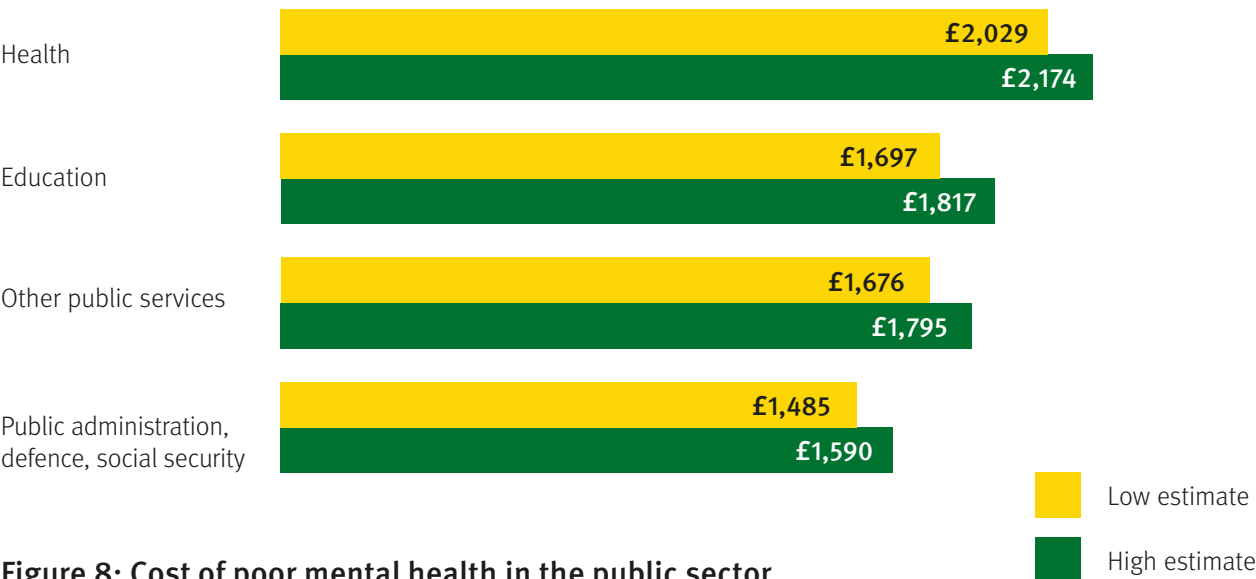 Health
£2,029
£2,174
Education
£1,697
£1,817
Other public services
£1,676
£1,795
Public administration,
defence, social security
£1,485
£1,590
Low estimate
High estimate
Figure 8: Cost of poor mental health in the public sector